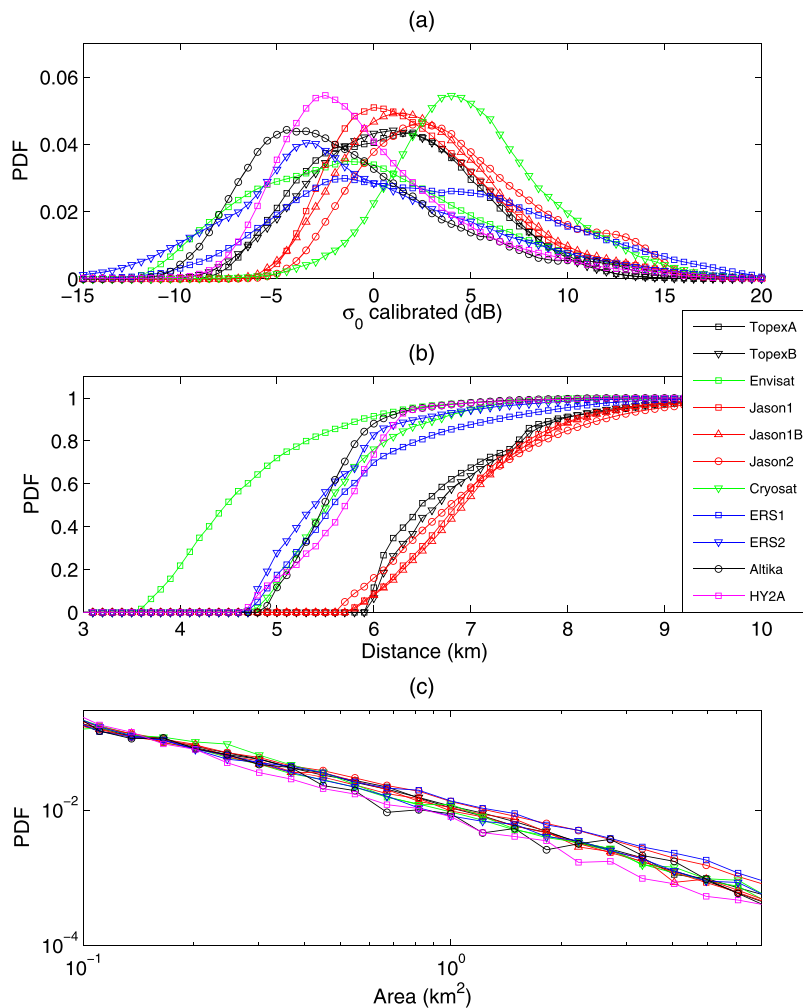 (a)
0.06
0.04
0.02
0
PDF
−15 −10 −5 0 5 10 15 20
σ0 calibrated (dB)
TopexA
TopexB
Envisat
Jason1
Jason1B
Jason2
Cryosat
ERS1
ERS2
Altika
HY2A
(b)
1
0.8
0.6
0.4
0.2
0
PDF
3 4 5 6 7 8 9 10
Distance (km)
(c)
10−2
10−4
PDF
10−1 100
Area (km2)